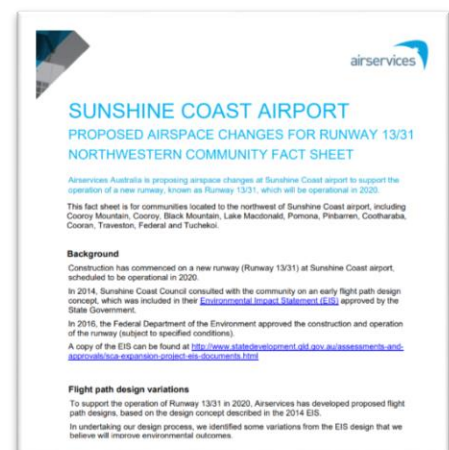 airservices
SUNSHINE COAST AIRPORT
PROPOSED AIRSPACE CHANGES FOR RUNWAY 13/31
NORTHWESTERN COMMUNITY FACT SHEET
Airservices Australia is proposing airspace changes at Sunshine Coast airport to support the
operation of a new runway, known as Runway 13/31, which will be operational in 2020.
This fact sheet is for communities located to the northwest of Sunshine Coast airport, including
Cooroy Mountain, Cooroy, Black Mountain, Lake Macdonald, Pomona, Pinbarren, Cootharaba,
Cooran, Traveston, Federal and Tuchekoi.
Background
Construction has commenced on a new runway (Runway 13/31) at Sunshine Coast airport,
scheduled to be operational in 2020.
In 2014, Sunshine Coast Council consulted with the community on an early flight path design
concept, which was included in their Environmental Impact Statement (EIS) approved by the
State Government.
In 2016, the Federal Department of the Environment approved the construction and operation
of the runway (subject to specified conditions).
A copy of the EIS can be found at http://www.statedevelopment.qld.gov.au/assessments-and-
approvals/sca-expansion-project-eis-documents.html
Flight path design variations
To support the operation of Runway 13/31 in 2020, Airservices has developed proposed flight
path designs, based on the design concept described in the 2014 EIS.
In undertaking our design process, we identified some variations from the EIS design that we
believe will improve environmental outcomes.